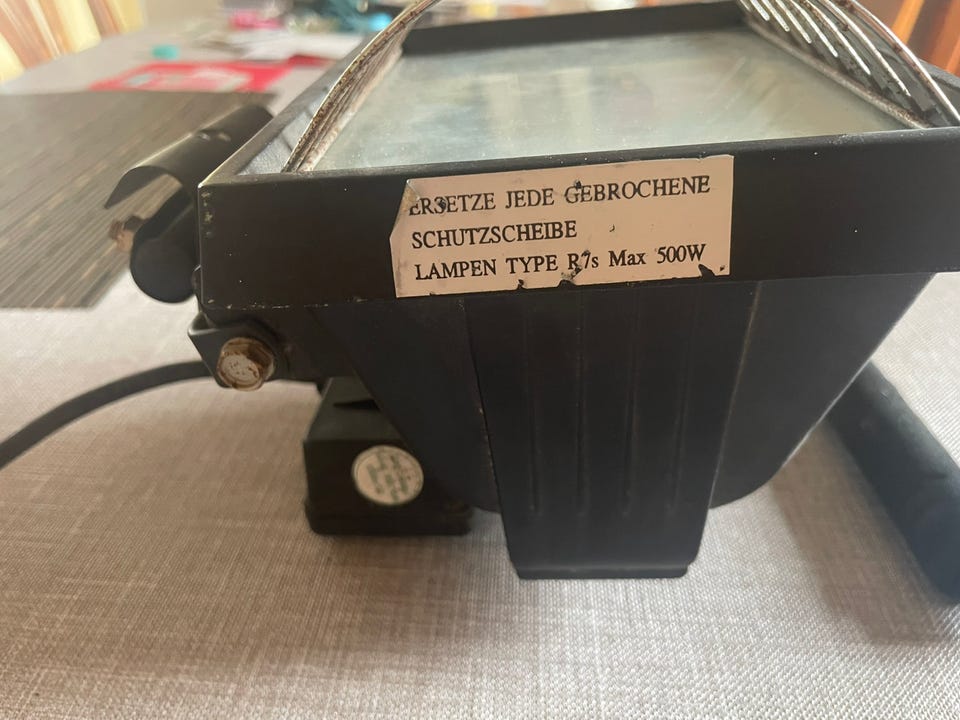 ERSETZE JEDE GEBROCHENE
SCHUTZSCHEIBE
LAMPEN TYPE R7s Max 500W